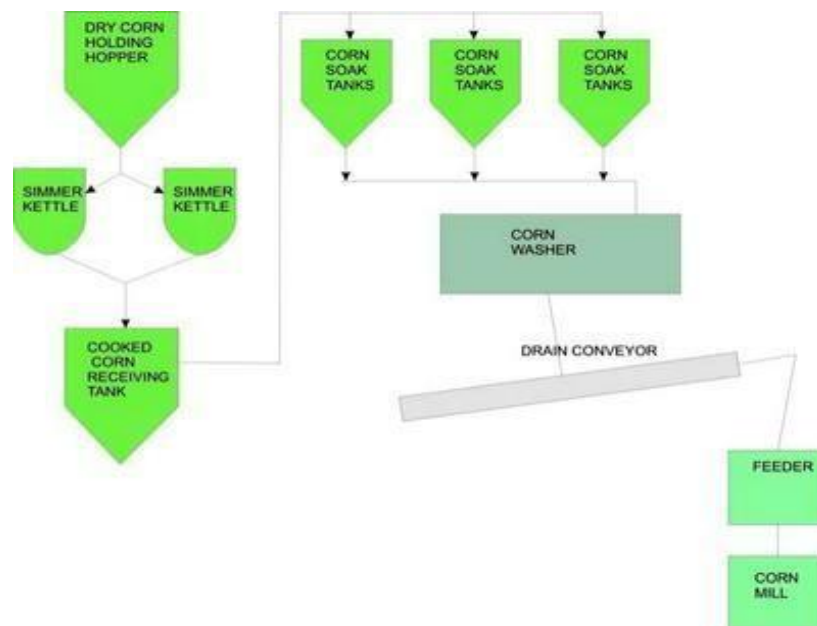 DRY CORN
HOLDING
HOPPER
CORN
SOAK
TANKS
CORN
SOAK
TANKS
CORN
SOAK
TANKS
SIMMER
KETTLE
SIMMER
KETTLE
CORN
WASHER
COOKED
CORN
RECEIVING
TANK
DRAIN CONVEYOR
FEEDER
CORN
MILL